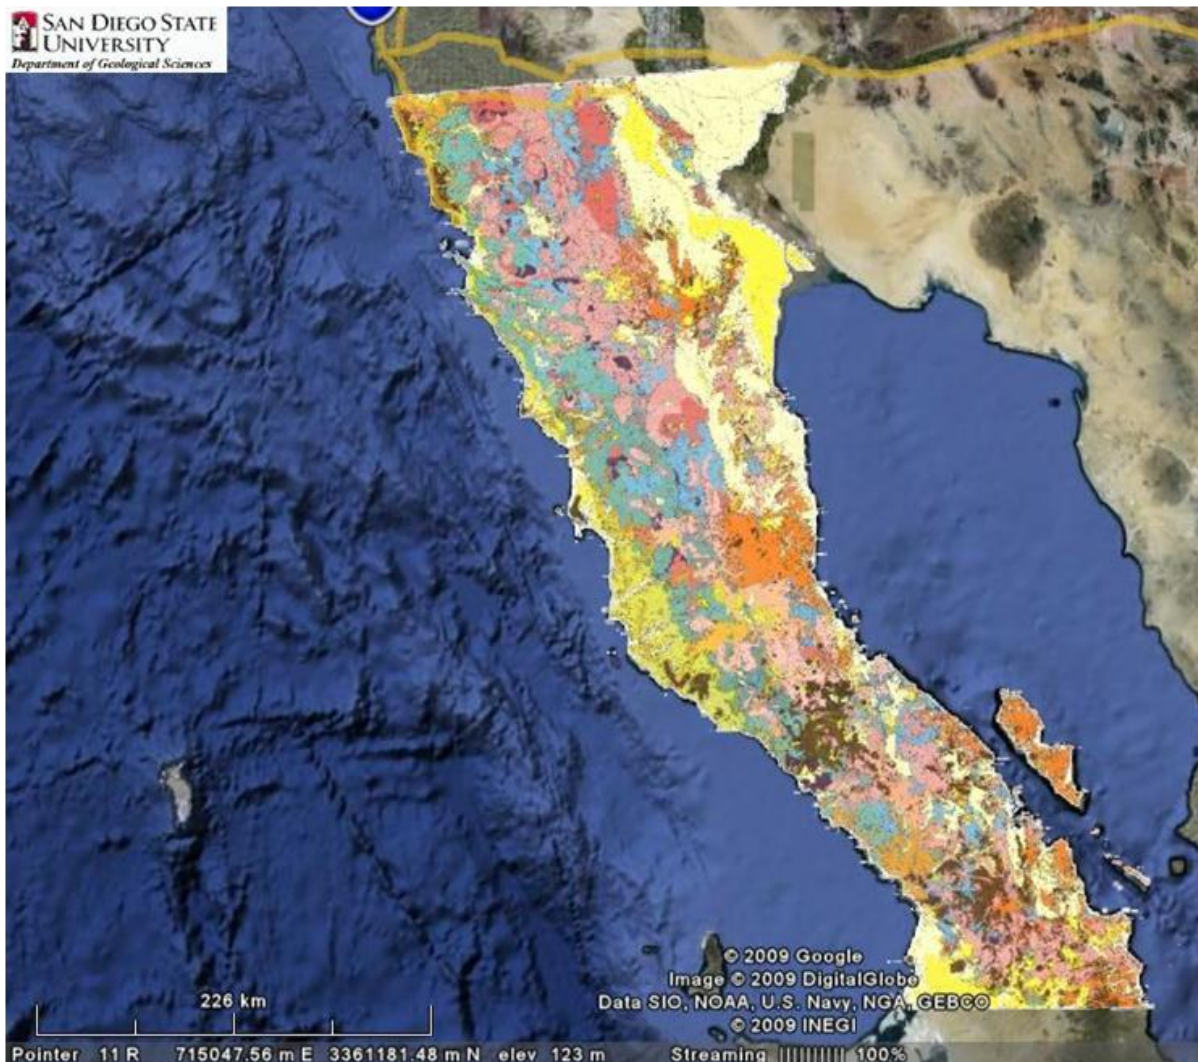 SAN DIEGO STATE
UNIVERSITY
Department of Geological Sciences
© 2009 Google
Image © 2009 DigitalGlobe
Data SIO, NOAA, U.S. Navy, NGA, GEBCO
© 2009 INEGI
226 km
Pointer 11 R 715047.56 m E 3361181.48 m N elev 123 m Streaming |||||||||| 100%